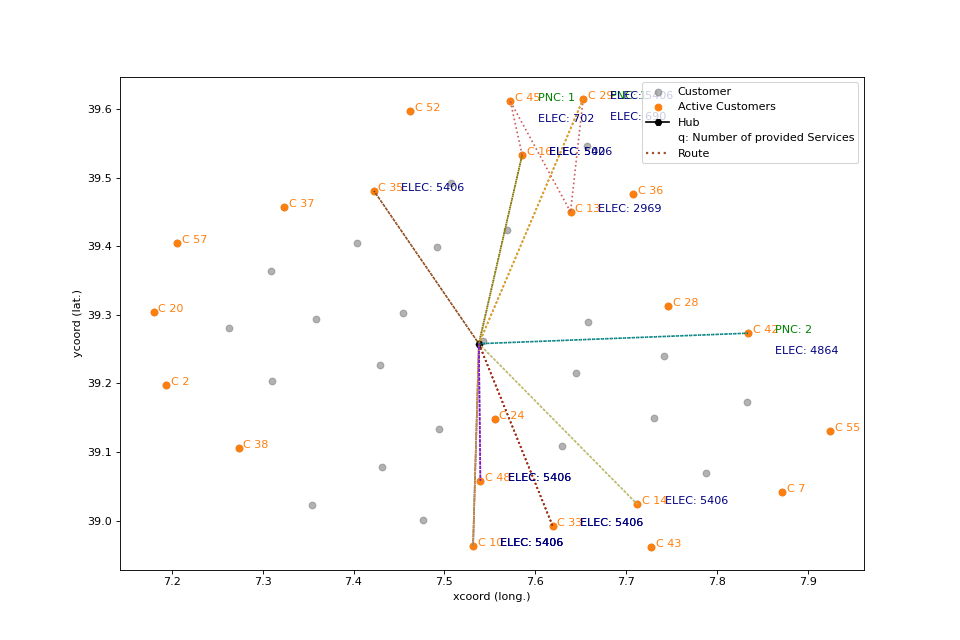 Customer
Active Customers
Hub
q: Number of provided Services
Route
C 45
PNC: 1
ELEC: 702
C 52
C 16
C 35
ELEC: 5406
C 36
C 13
ELEC: 2969
C 37
C 57
C 20
C 28
C 42
PNC: 2
ELEC: 4864
C 2
C 24
C 55
C 38
C 48
ELEC: 5406
C 7
C 14
ELEC: 5406
C 33
ELEC: 5406
C 10
ELEC: 5406
C 43
39.6
39.5
39.4
39.3
39.2
39.1
39.0
7.2
7.3
7.4
7.5
7.6
7.7
7.8
7.9
xcoord (long.)
ycoord (lat.)